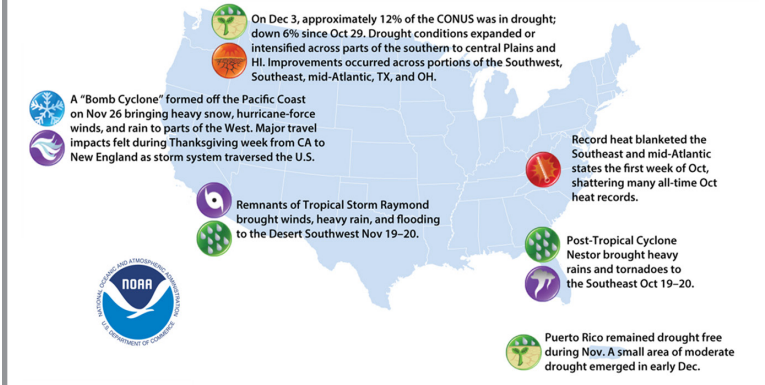 On Dec 3, approximately 12% of the CONUS was in drought;
down 6% since Oct 29. Drought conditions expanded or
intensified across parts of the southern to central Plains and
HI. Improvements occurred across portions of the Southwest,
Southeast, mid-Atlantic, TX, and OH.
A “Bomb Cyclone” formed off the Pacific Coast
on Nov 26 bringing heavy snow, hurricane-force
winds, and rain to parts of the West. Major travel
impacts felt during Thanksgiving week from CA to
New England as storm system traversed the U.S.
Record heat blanketed the
Southeast and mid-Atlantic
states the first week of Oct,
shattering many all-time Oct
heat records.
Remnants of Tropical Storm Raymond
brought winds, heavy rain, and flooding
to the Desert Southwest Nov 19–20.
Post-Tropical Cyclone
Nestor brought heavy
rains and tornadoes to
the Southeast Oct 19–20.
NATIONAL OCEANIC AND ATMOSPHERIC ADMINISTRATION
NOAA
U.S. DEPARTMENT OF COMMERCE
Puerto Rico remained drought free
during Nov. A small area of moderate
drought emerged in early Dec.